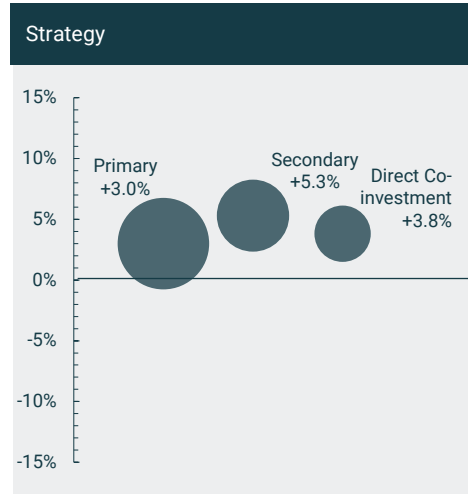 Strategy
15%
10%
5%
0%
-5%
-10%
-15%
Primary
+3.0%
Secondary
+5.3%
Direct Co-
investment
+3.8%